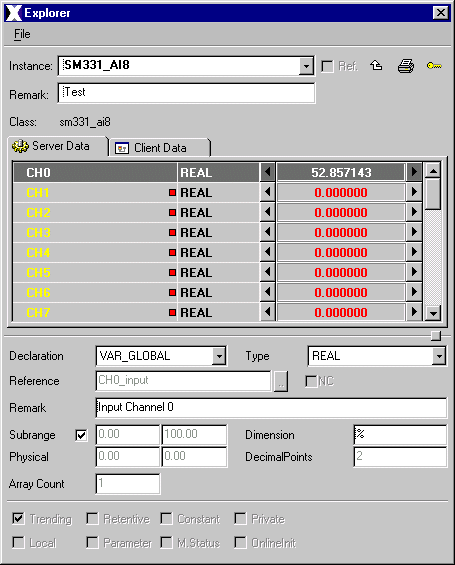 Explorer
File
Instance: SM331_AI8 Ref.
Remark: Test
Class: sm331_ai8
Server Data Client Data
CH0 REAL 52.857143
CH1 REAL 0.000000
CH2 REAL 0.000000
CH3 REAL 0.000000
CH4 REAL 0.000000
CH5 REAL 0.000000
CH6 REAL 0.000000
CH7 REAL 0.000000
Declaration VAR_GLOBAL Type REAL
Reference CH0_input .. NC
Remark Input Channel 0
Subrange 0.00 100.00 Dimension %
Physical 0.00 0.00 DecimalPoints 2
Array Count 1
Trending Retentive Constant Private
Local Parameter M.Status OnlineInit